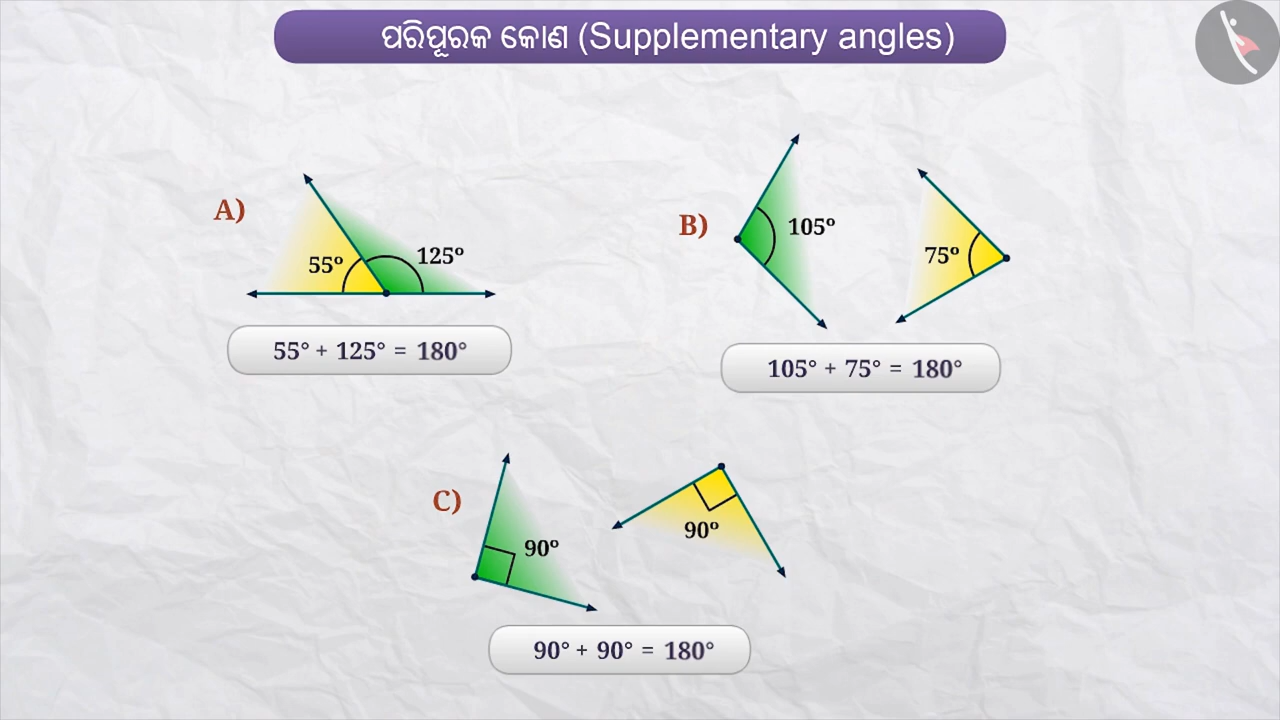 ପରିପୂରକ କୋଣ (Supplementary angles)
A)
55º
125º
55° + 125° = 180°
B)
105º
75º
105° + 75° = 180°
C)
90º
90º
90° + 90° = 180°